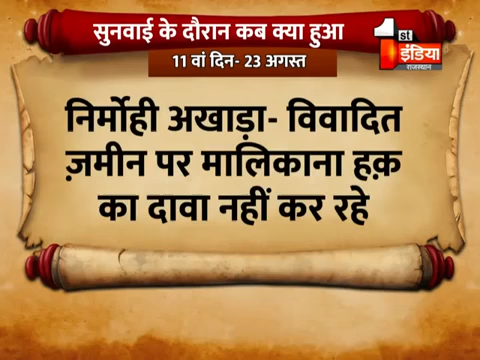 सुनवाई के दौरान कब क्या हुआ
11 वां दिन- 23 अगस्त
1st
इंडिया
राजस्थान
निर्मोही अखाड़ा- विवादित
ज़मीन पर मालिकाना हक़
का दावा नहीं कर रहे